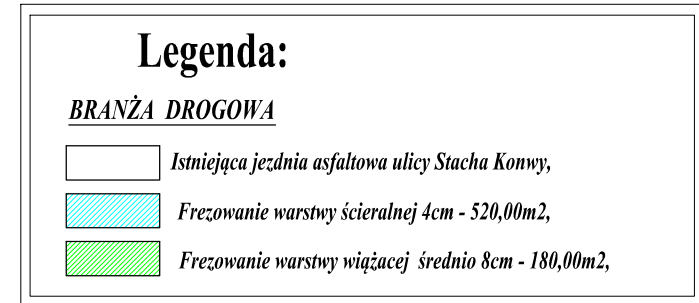 Legenda:
BRANŻA DROGOWA
Istniejąca jezdnia asfaltowa ulicy Stacha Konwy,
Frezowanie warstwy ścieralnej 4cm - 520,00m2,
Frezowanie warstwy wiążacej średnio 8cm - 180,00m2,